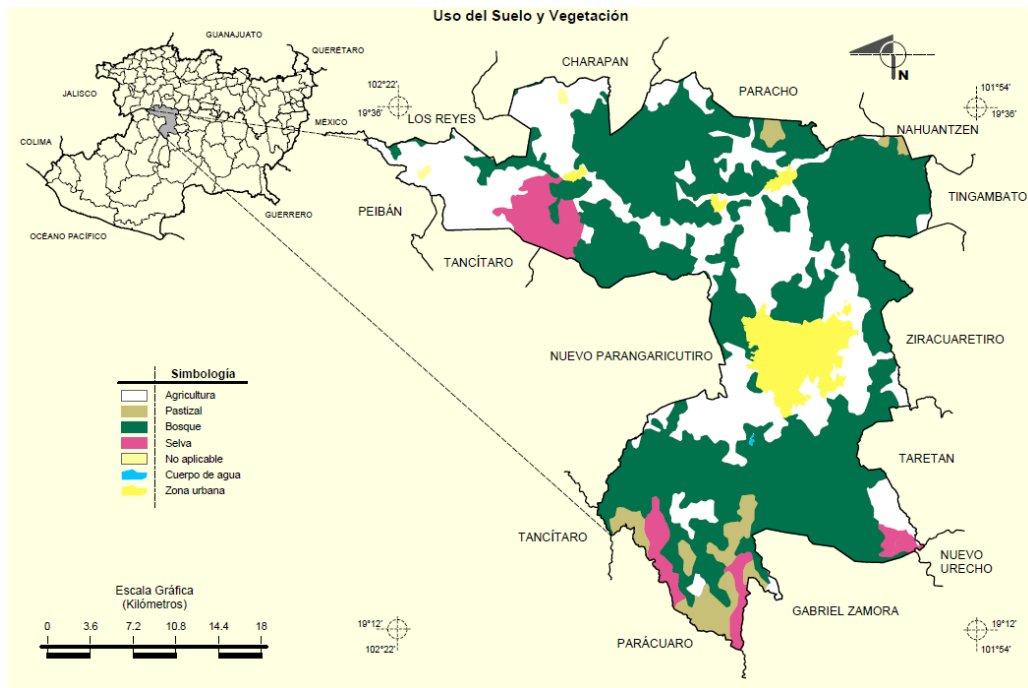 Uso del Suelo y Vegetación
GUANAJUATO
QUERÉTARO
JALISCO
MÉXICO
COLIMA
GUERRERO
OCÉANO PACÍFICO
102°22'
19°36'
101°54'
19°36'
CHARAPAN
PARACHO
N
LOS REYES
NAHUANTZEN
TINGAMBATO
PEIBÁN
TANCÍTARO
NUEVO PARANGARICUTIRO
ZIRACUARETIRO
Simbología
Agricultura
Pastizal
Bosque
Selva
No aplicable
Cuerpo de agua
Zona urbana
TARETAN
TANCÍTARO
NUEVO
URECHO
GABRIEL ZAMORA
PARÁCUARO
Escala Gráfica
(Kilómetros)
0 3.6 7.2 10.8 14.4 18
19°12'
102°22'
19°12'
101°54'